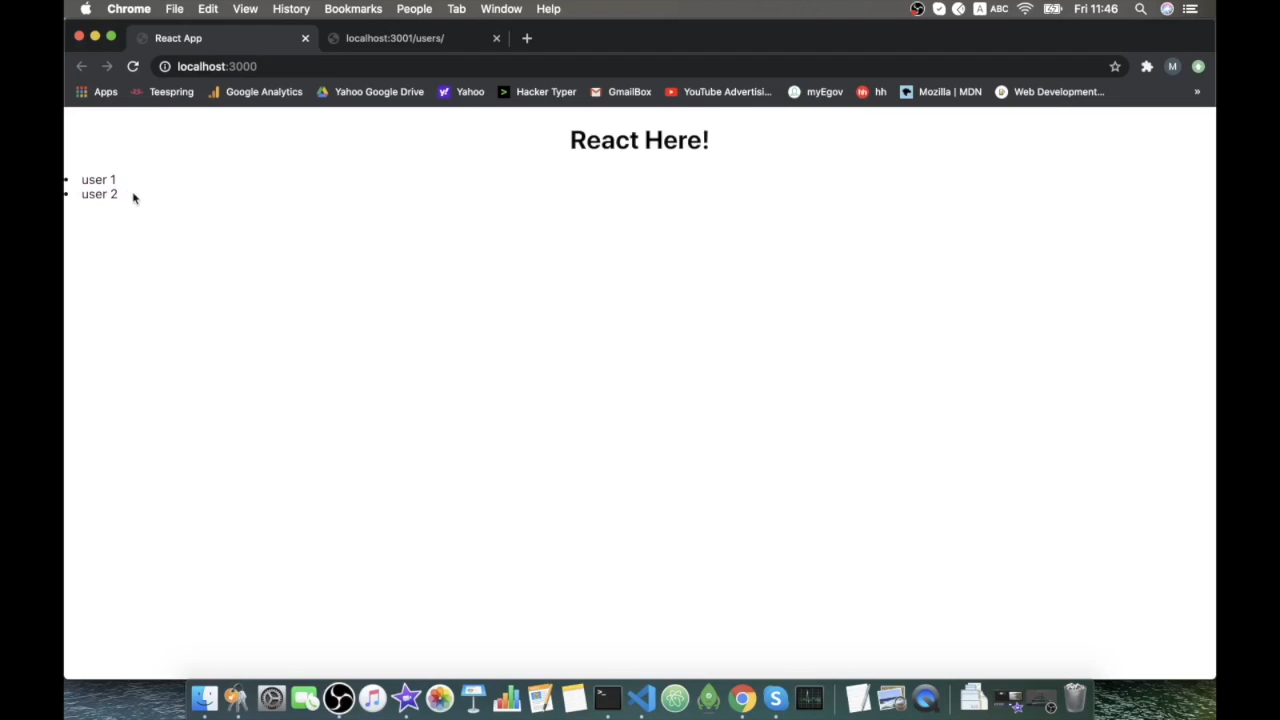 Chrome File Edit View History Bookmarks People Tab Window Help A ABC Fri 11:46
React App localhost:3001/users/
localhost:3000 M
Apps Teespring Google Analytics Yahoo Google Drive Yahoo Hacker Typer GmailBox YouTube Advertisi... myEgov hh hh Mozilla | MDN Web Development... »
React Here!
user 1
user 2